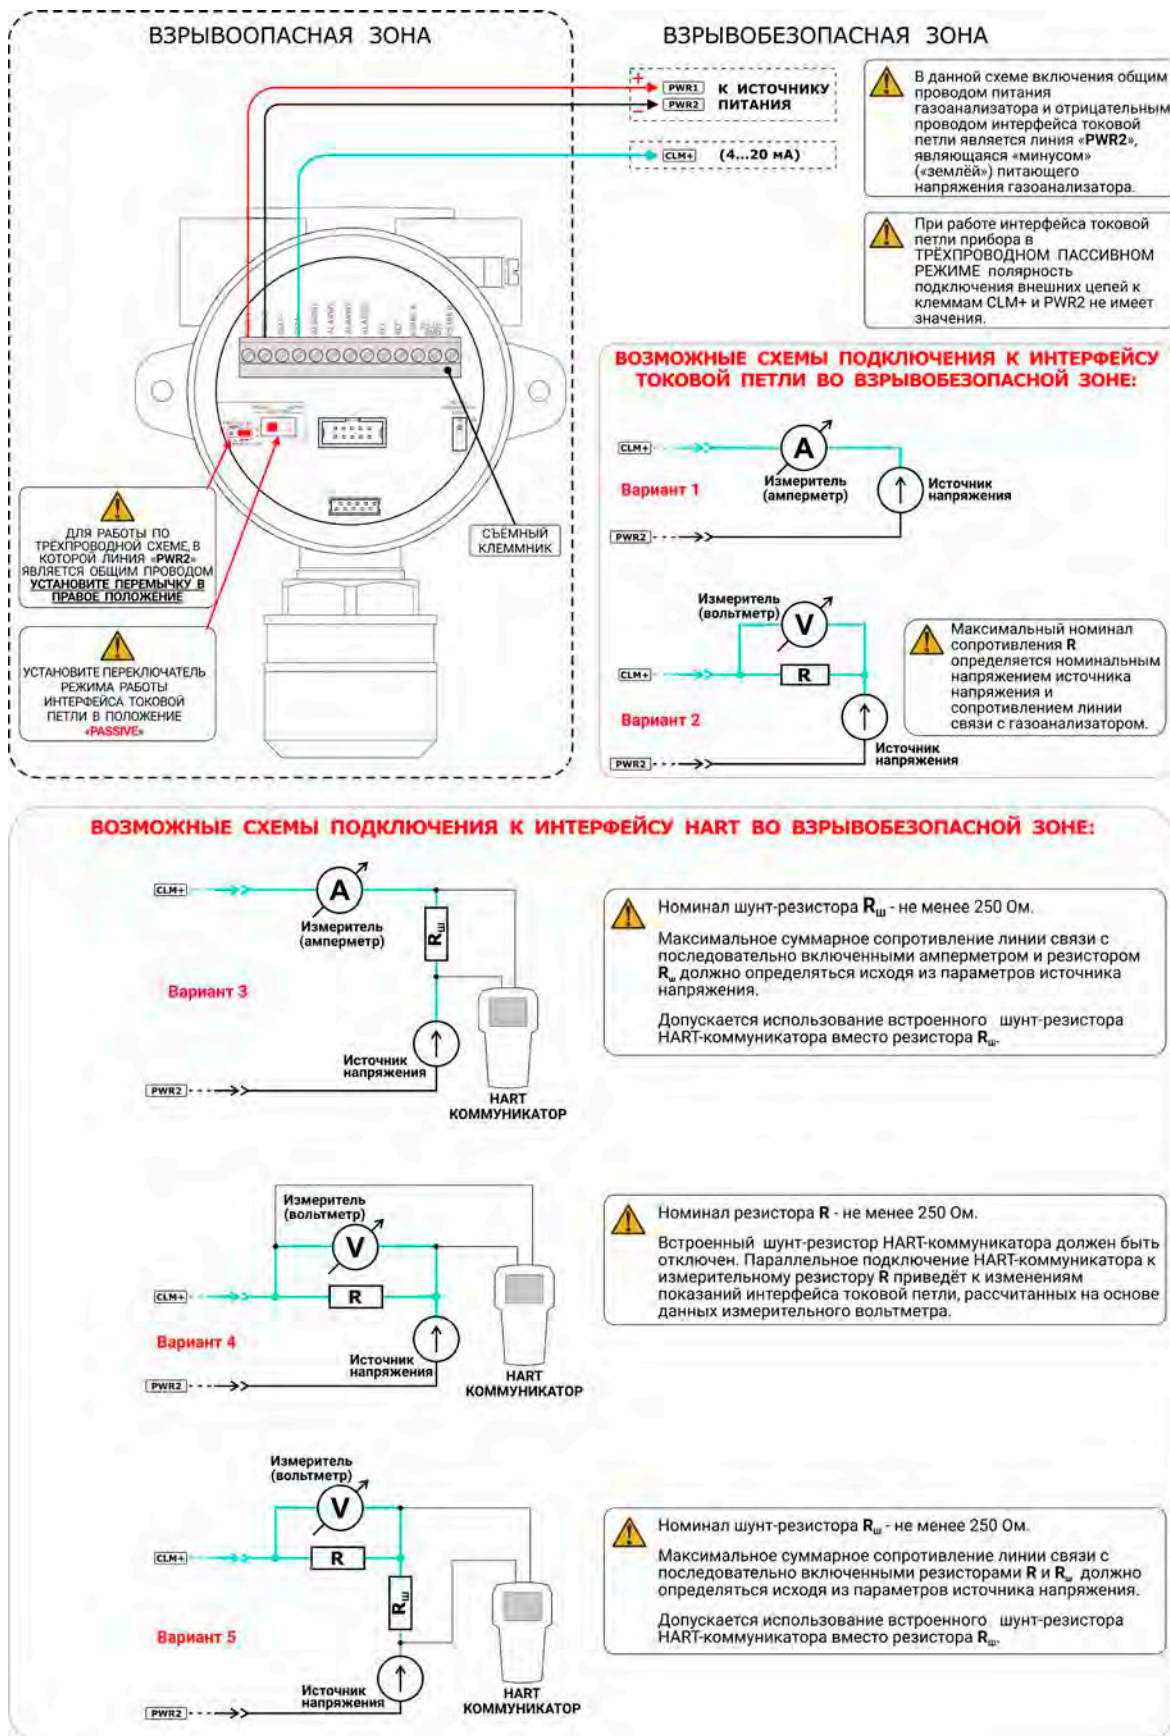 ВЗРЫВООПАСНАЯ ЗОНА
ВЗРЫВОБЕЗОПАСНАЯ ЗОНА
+
PWR1
К ИСТОЧНИКУ
PWR2
ПИТАНИЯ
−
CLM+
(4...20 мА)
В данной схеме включения общим
проводом питания
газоанализатора и отрицательным
проводом интерфейса токовой
петли является линия «PWR2»,
являющаяся «минусом»
(«землёй») питающего
напряжения газоанализатора.
При работе интерфейса токовой
петли прибора в
ТРЁХПРОВОДНОМ ПАССИВНОМ
РЕЖИМЕ полярность
подключения внешних цепей к
клеммам CLM+ и PWR2 не имеет
значения.
ДЛЯ РАБОТЫ ПО
ТРЁХПРОВОДНОЙ СХЕМЕ, В
КОТОРОЙ ЛИНИЯ «PWR2»
ЯВЛЯЕТСЯ ОБЩИМ ПРОВОДОМ
УСТАНОВИТЕ ПЕРЕМЫЧКУ В
ПРАВОЕ ПОЛОЖЕНИЕ
СЪЁМНЫЙ
КЛЕММНИК
УСТАНОВИТЕ ПЕРЕКЛЮЧАТЕЛЬ
РЕЖИМА РАБОТЫ
ИНТЕРФЕЙСА ТОКОВОЙ
ПЕТЛИ В ПОЛОЖЕНИЕ
«PASSIVE»
ВОЗМОЖНЫЕ СХЕМЫ ПОДКЛЮЧЕНИЯ К ИНТЕРФЕЙСУ
ТОКОВОЙ ПЕТЛИ ВО ВЗРЫВОБЕЗОПАСНОЙ ЗОНЕ:
CLM+
A
Измеритель
(амперметр)
Источник
напряжения
Вариант 1
PWR2
Измеритель
(вольтметр)
V
CLM+
R
Вариант 2
Источник
напряжения
PWR2
Максимальный номинал
сопротивления R
определяется номинальным
напряжением источника
напряжения и
сопротивлением линии
связи с газоанализатором.
ВОЗМОЖНЫЕ СХЕМЫ ПОДКЛЮЧЕНИЯ К ИНТЕРФЕЙСУ HART ВО ВЗРЫВОБЕЗОПАСНОЙ ЗОНЕ:
CLM+
A
Измеритель
(амперметр)
Rш
Вариант 3
Источник
напряжения
PWR2
HART
КОММУНИКАТОР
Номинал шунт-резистора Rш - не менее 250 Ом.
Максимальное суммарное сопротивление линии связи с
последовательно включенными амперметром и резистором
Rш должно определяться исходя из параметров источника
напряжения.
Допускается использование встроенного шунт-резистора
HART-коммуникатора вместо резистора Rш.
Измеритель
(вольтметр)
V
CLM+
R
Вариант 4
Источник
напряжения
PWR2
HART
КОММУНИКАТОР
Номинал резистора R - не менее 250 Ом.
Встроенный шунт-резистор HART-коммуникатора должен быть
отключен. Параллельное подключение HART-коммуникатора к
измерительному резистору R приведёт к изменениям
показаний интерфейса токовой петли, рассчитанных на основе
данных измерительного вольтметра.
Измеритель
(вольтметр)
V
CLM+
R
Rш
Вариант 5
Источник
напряжения
PWR2
HART
КОММУНИКАТОР
Номинал шунт-резистора Rш - не менее 250 Ом.
Максимальное суммарное сопротивление линии связи с
последовательно включенными резисторами R и Rш должно
определяться исходя из параметров источника напряжения.
Допускается использование встроенного шунт-резистора
HART-коммуникатора вместо резистора Rш.